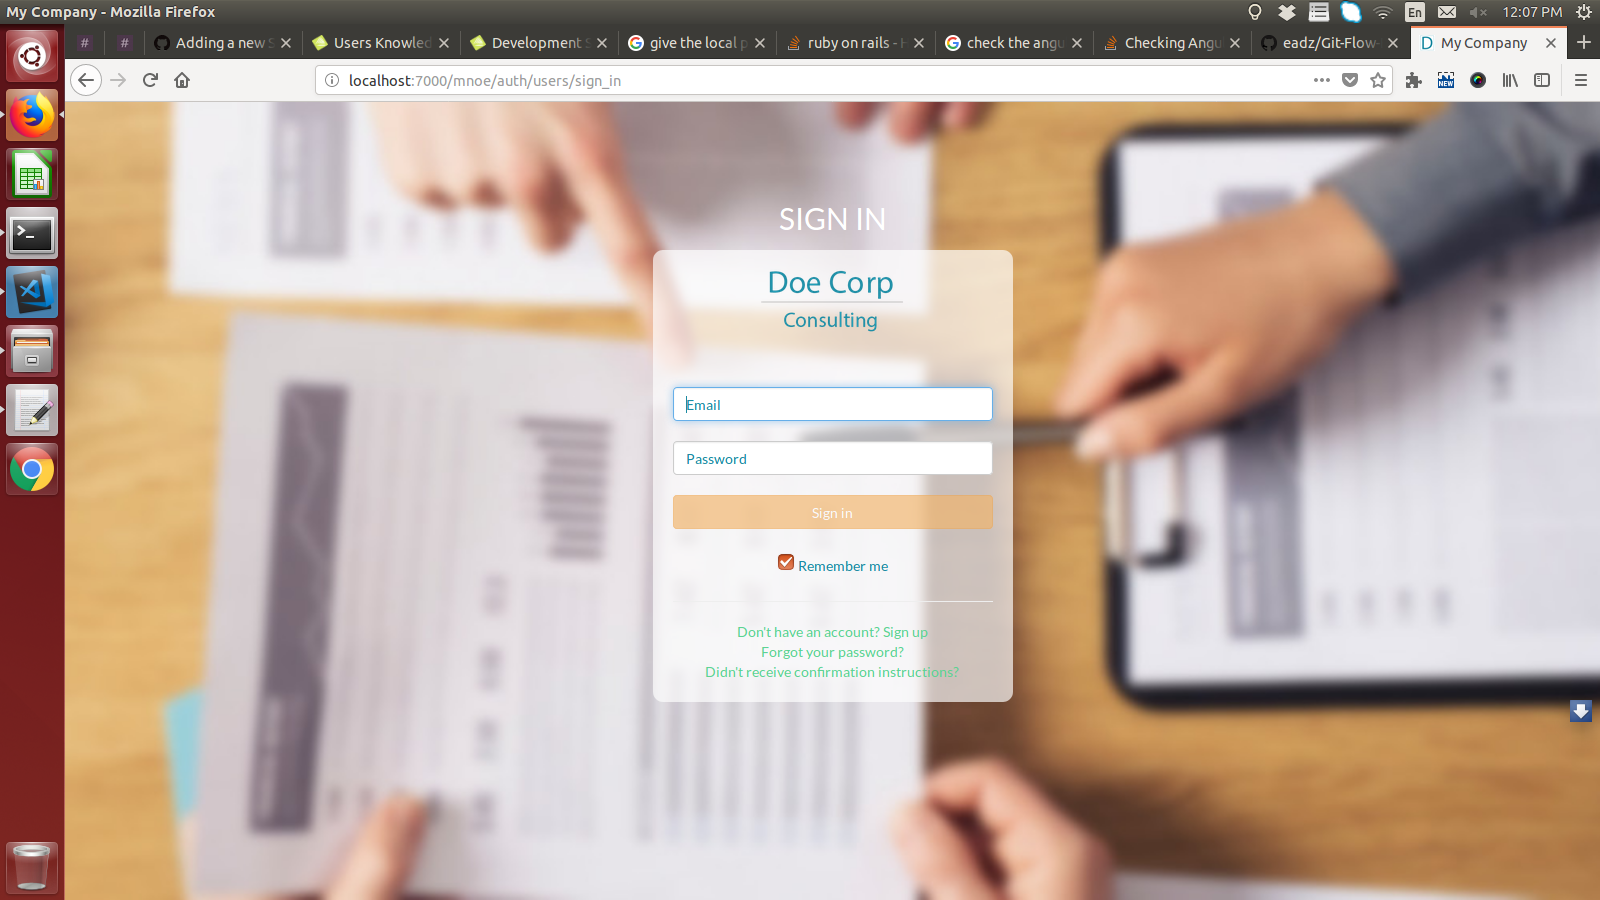 My Company - Mozilla Firefox
En
12:07 PM
#
#
Adding a new S
Users Knowled
Development S
give the local p
ruby on rails - H
check the angu
Checking Angu
eadz/Git-Flow-
My Company
localhost:7000/mnoe/auth/users/sign_in
NEW
SIGN IN
Doe Corp
Consulting
Email
Password
Sign in
Remember me
Don't have an account? Sign up
Forgot your password?
Didn't receive confirmation instructions?